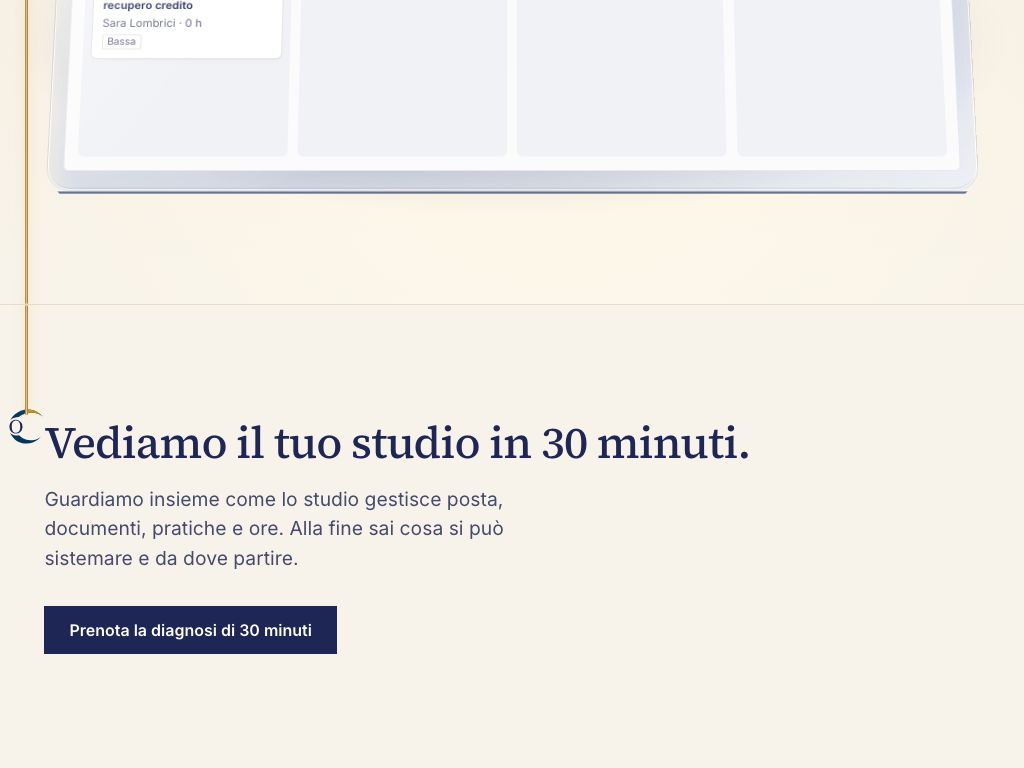 recupero credito
Sara Lombrici · 0 h
Bassa
O
Vediamo il tuo studio in 30 minuti.
Guardiamo insieme come lo studio gestisce posta,
documenti, pratiche e ore. Alla fine sai cosa si può
sistemare e da dove partire.
Prenota la diagnosi di 30 minuti